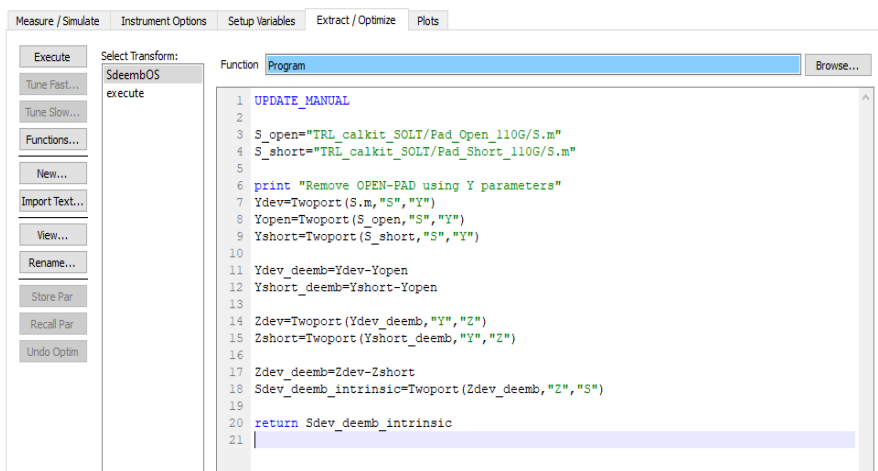 Measure / Simulate Instrument Options Setup Variables Extract / Optimize Plots
Execute
Tune Fast...
Tune Slow...
Functions...
New...
Import Text...
View...
Rename...
Store Par
Recall Par
Undo Optim
Select Transform:
SdeembOS
execute
Function Program Browse...
1 UPDATE_MANUAL
2
3 S_open="TRL_calkit_SOLT/Pad_Open_110G/S.m"
4 S_short="TRL_calkit_SOLT/Pad_Short_110G/S.m"
5
6 print "Remove OPEN-PAD using Y parameters"
7 Ydev=Twoport(S.m,"S","Y")
8 Yopen=Twoport(S_open,"S","Y")
9 Yshort=Twoport(S_short,"S","Y")
10
11 Ydev_deemb=Ydev-Yopen
12 Yshort_deemb=Yshort-Yopen
13
14 Zdev=Twoport(Ydev_deemb,"Y","Z")
15 Zshort=Twoport(Yshort_deemb,"Y","Z")
16
17 Zdev_deemb=Zdev-Zshort
18 Sdev_deemb_intrinsic=Twoport(Zdev_deemb,"Z","S")
19
20 return Sdev_deemb_intrinsic
21